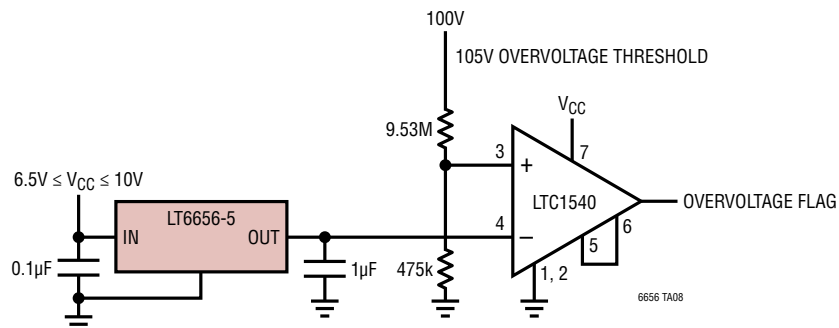 100V
105V OVERVOLTAGE THRESHOLD
9.53M
VCC
3
7
+
6.5V ≤ VCC ≤ 10V
LT6656-5
LTC1540
OVERVOLTAGE FLAG
IN
OUT
4
–
5
6
0.1µF
1µF
475k
1, 2
6656 TA08